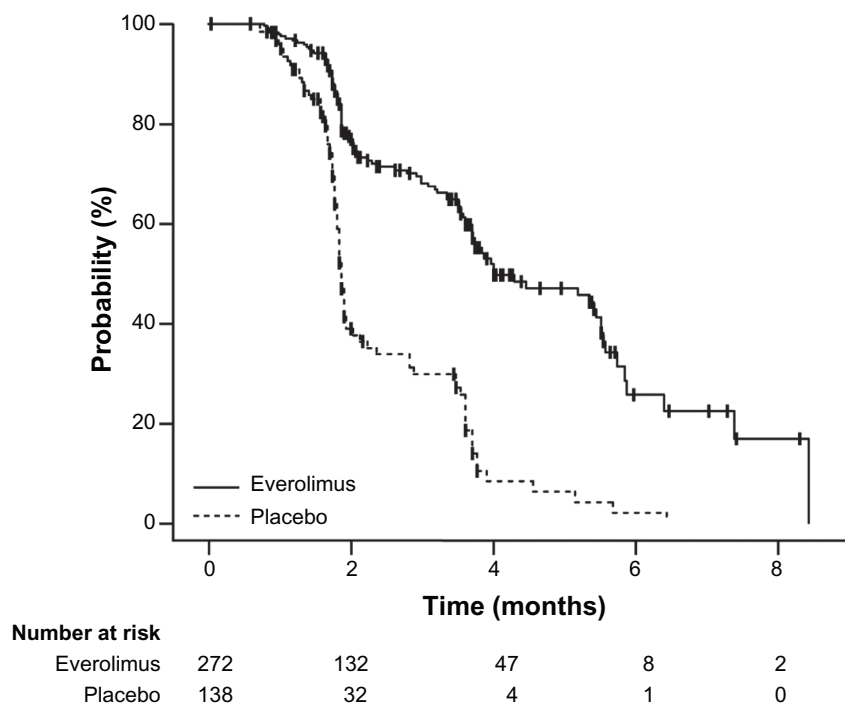 100
80
60
40
20
0
Probability (%)
Everolimus
Placebo
0 2 4 6 8
Time (months)
Number at risk
Everolimus 272 132 47 8 2
Placebo 138 32 4 1 0